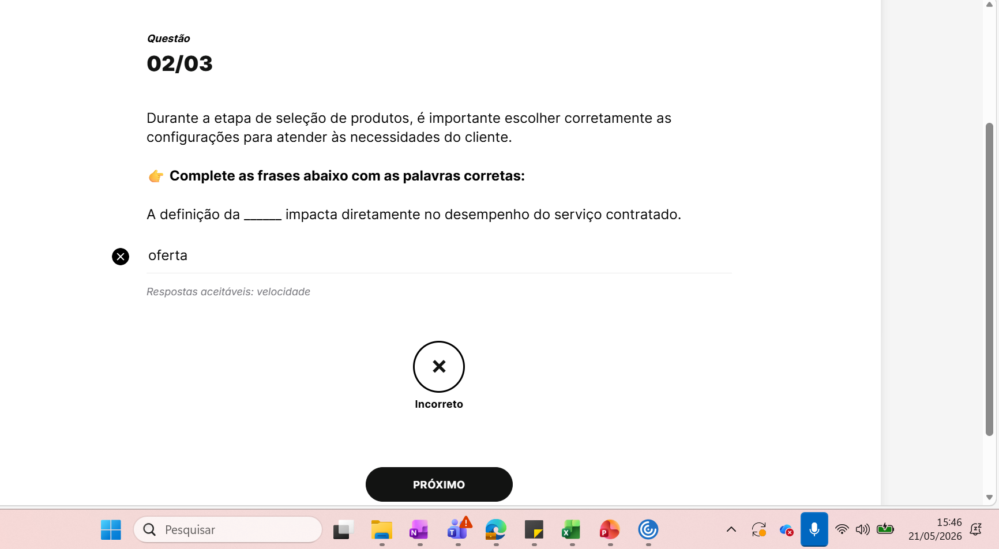 Questão
02/03
Durante a etapa de seleção de produtos, é importante escolher corretamente as
configurações para atender às necessidades do cliente.
👉 Complete as frases abaixo com as palavras corretas:
A definição da ______ impacta diretamente no desempenho do serviço contratado.
oferta
Respostas aceitáveis: velocidade
Incorreto
PRÓXIMO
Pesquisar
15:46
21/05/2026